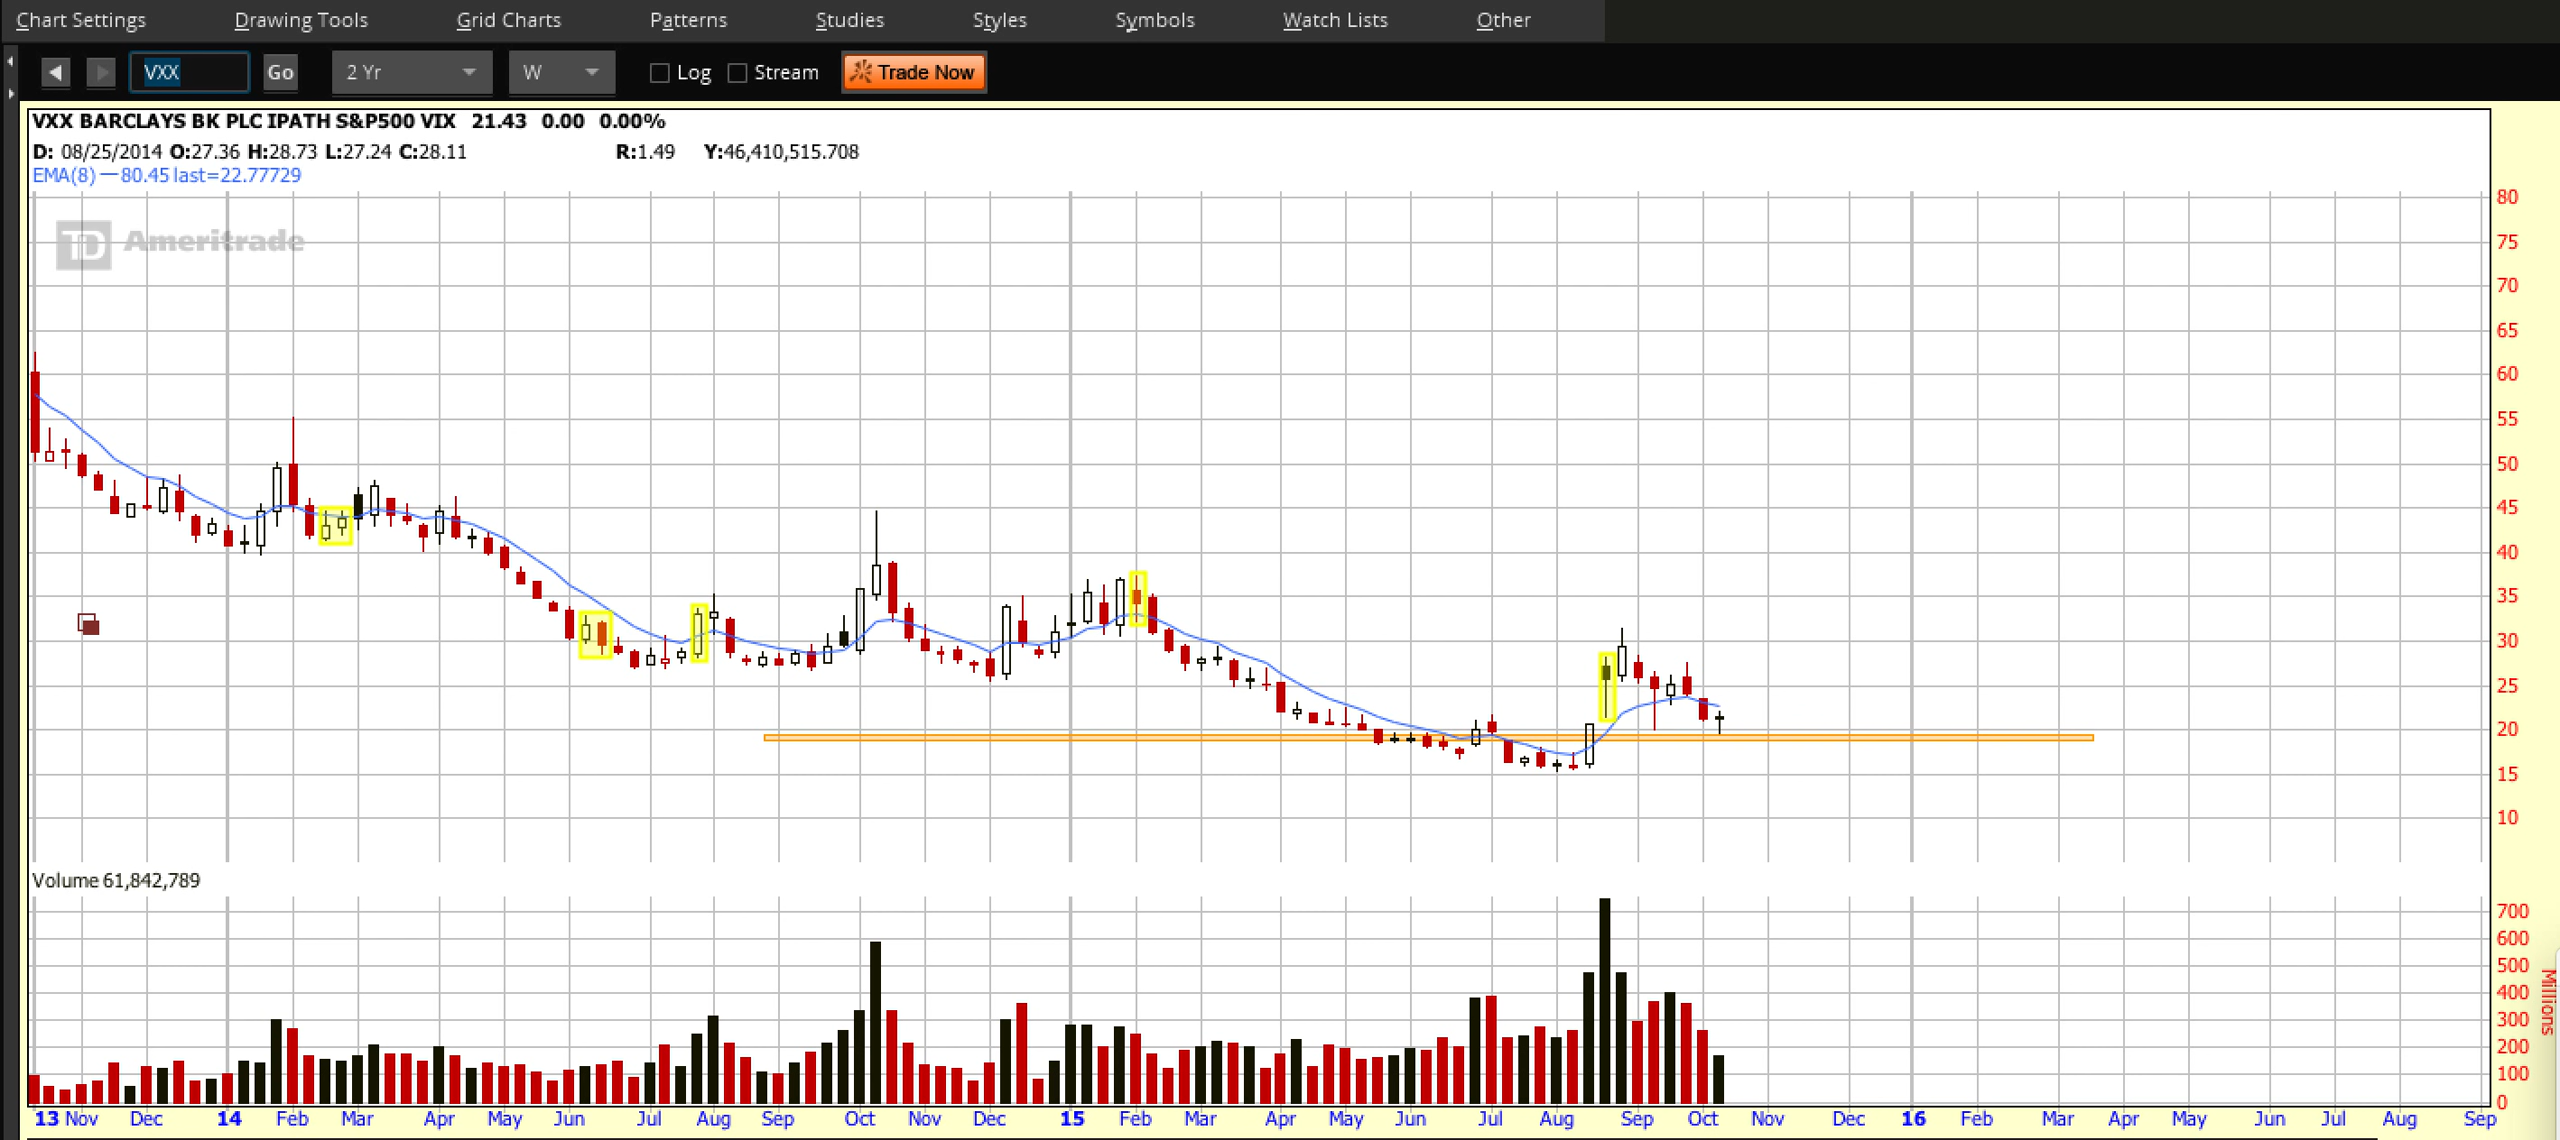 Chart Settings Drawing Tools Grid Charts Patterns Studies Styles Symbols Watch Lists Other
VXX Go 2 Yr W Log Stream Trade Now
VXX BARCLAYS BK PLC IPATH S&P500 VIX 21.43 0.00 0.00%
D: 08/25/2014 O:27.36 H:28.73 L:27.24 C:28.11 R:1.49 Y:46,410,515.708
EMA(8) —80.45 last=22.77729
TD Ameritrade
80
75
70
65
60
55
50
45
40
35
30
25
20
15
10
Volume 61,842,789
700
600
500
400
300
200
100
0
Millions
13 Nov Dec 14 Feb Mar Apr May Jun Jul Aug Sep Oct Nov Dec 15 Feb Mar Apr May Jun Jul Aug Sep Oct Nov Dec 16 Feb Mar Apr May Jun Jul Aug Sep